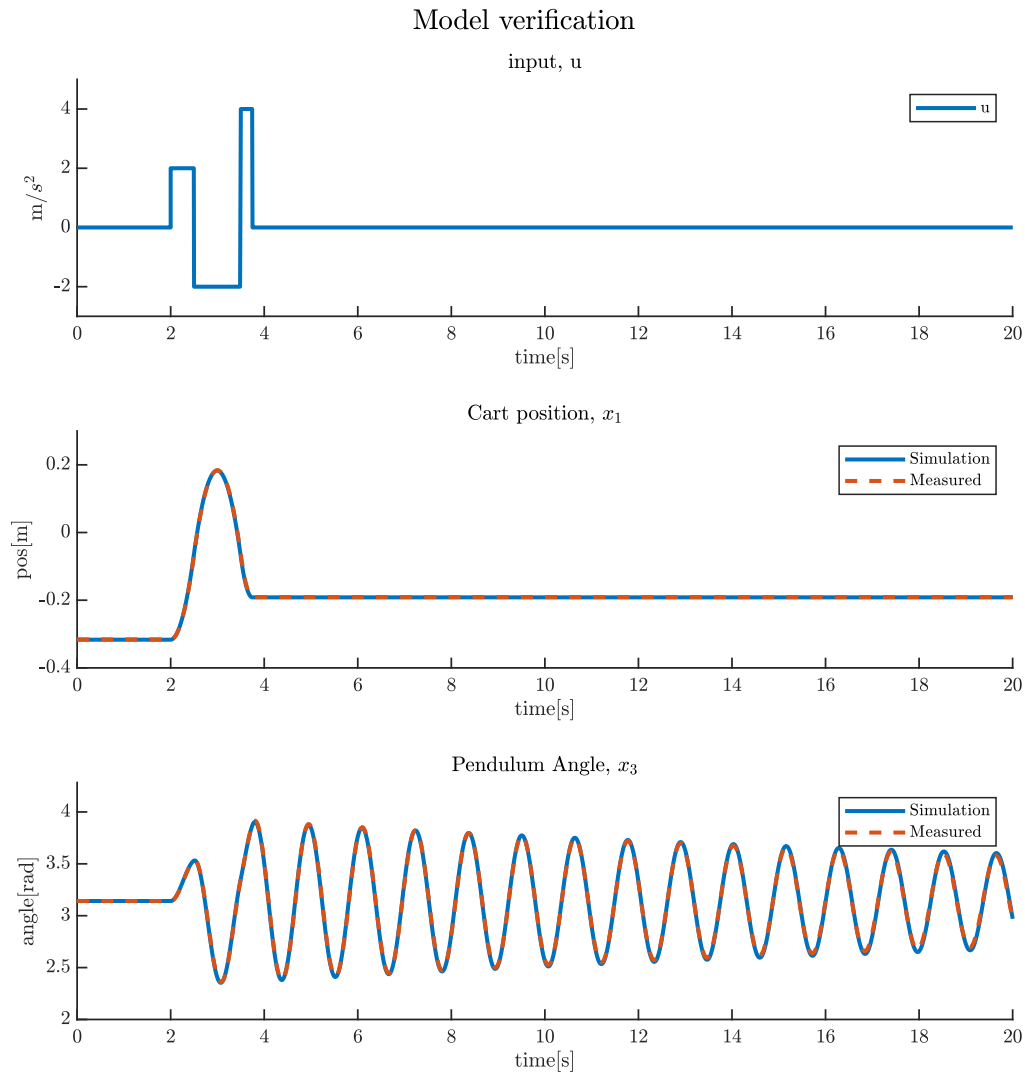 Model verification
input, u
4
2
0
-2
m/s²
u
0 2 4 6 8 10 12 14 16 18 20
time[s]
Cart position, x₁
0.2
0
-0.2
-0.4
pos[m]
Simulation
Measured
0 2 4 6 8 10 12 14 16 18 20
time[s]
Pendulum Angle, x₃
4
3.5
3
2.5
2
angle[rad]
Simulation
Measured
0 2 4 6 8 10 12 14 16 18 20
time[s]